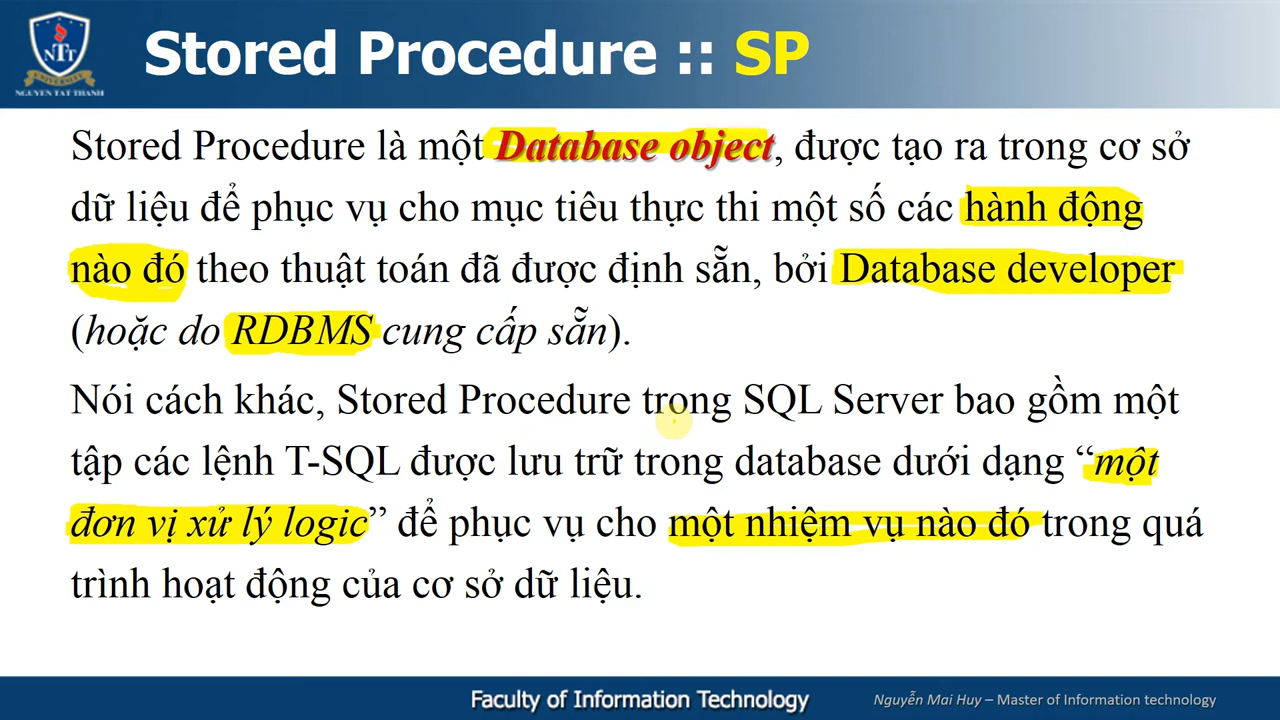 NTT
UNIVERSITY
NGUYEN TAT THANH
Stored Procedure :: SP
Stored Procedure là một Database object, được tạo ra trong cơ sở
dữ liệu để phục vụ cho mục tiêu thực thi một số các hành động
nào đó theo thuật toán đã được định sẵn, bởi Database developer
(hoặc do RDBMS cung cấp sẵn).
Nói cách khác, Stored Procedure trong SQL Server bao gồm một
tập các lệnh T-SQL được lưu trữ trong database dưới dạng “một
đơn vị xử lý logic” để phục vụ cho một nhiệm vụ nào đó trong quá
trình hoạt động của cơ sở dữ liệu.
Faculty of Information Technology
Nguyễn Mai Huy – Master of Information technology